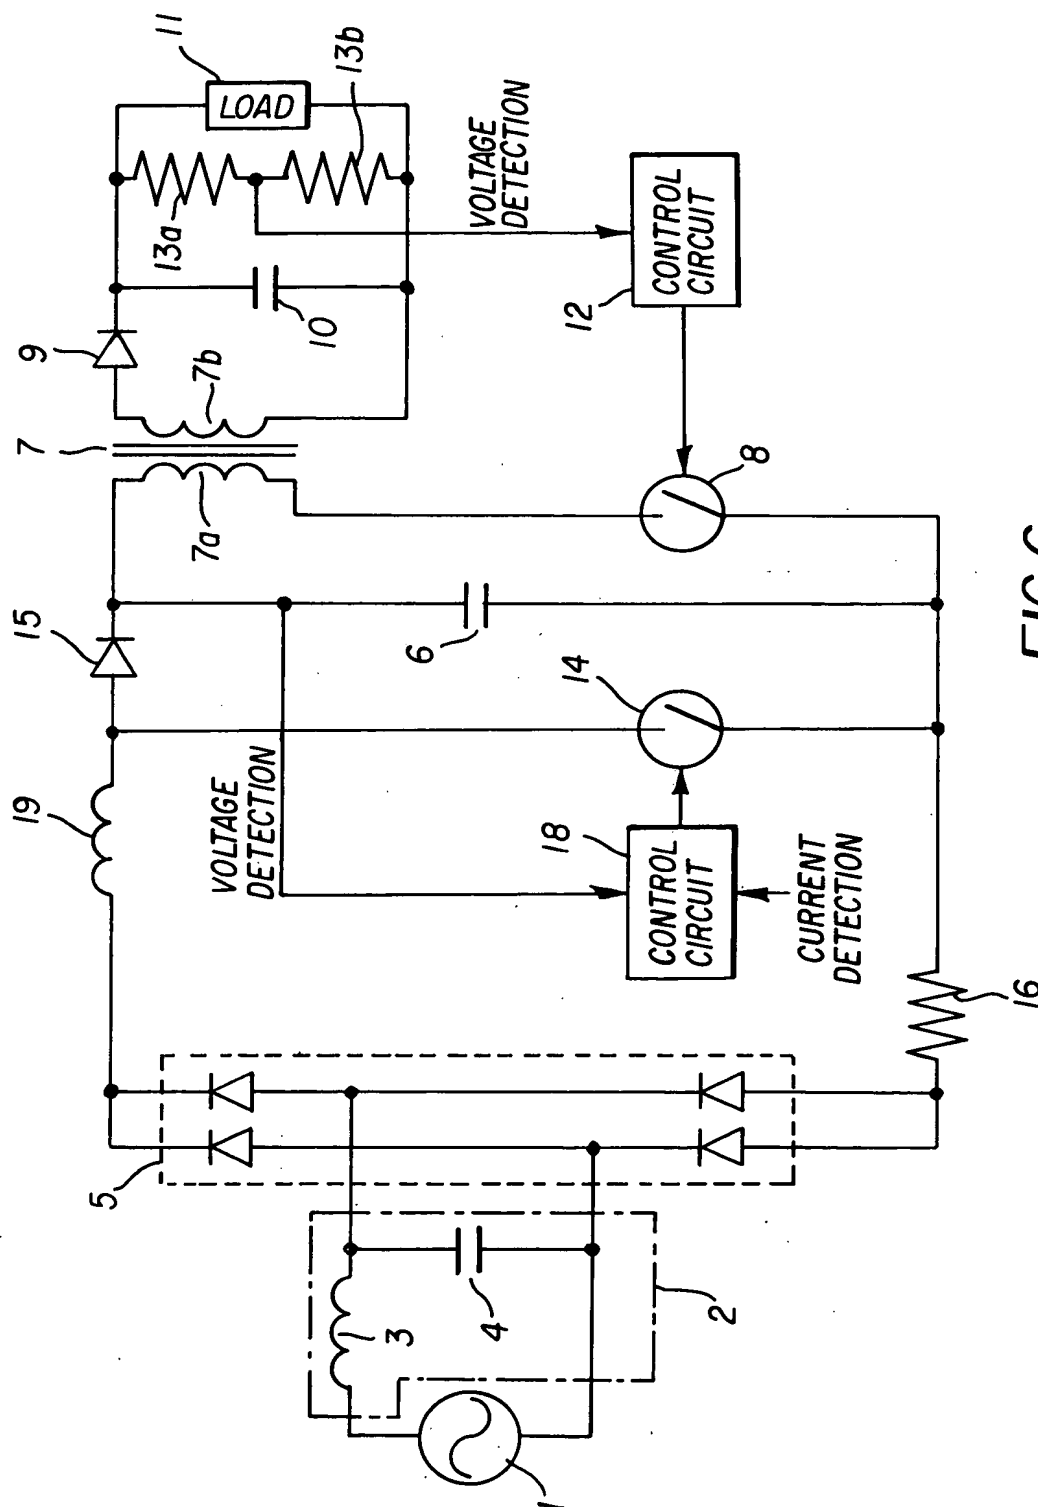 1
2
3
4
5
6
7
7a
7b
8
9
10
11
LOAD
12
CONTROL
CIRCUIT
13a
13b
VOLTAGE
DETECTION
14
15
16
18
CONTROL
CIRCUIT
19
VOLTAGE
DETECTION
CURRENT
DETECTION